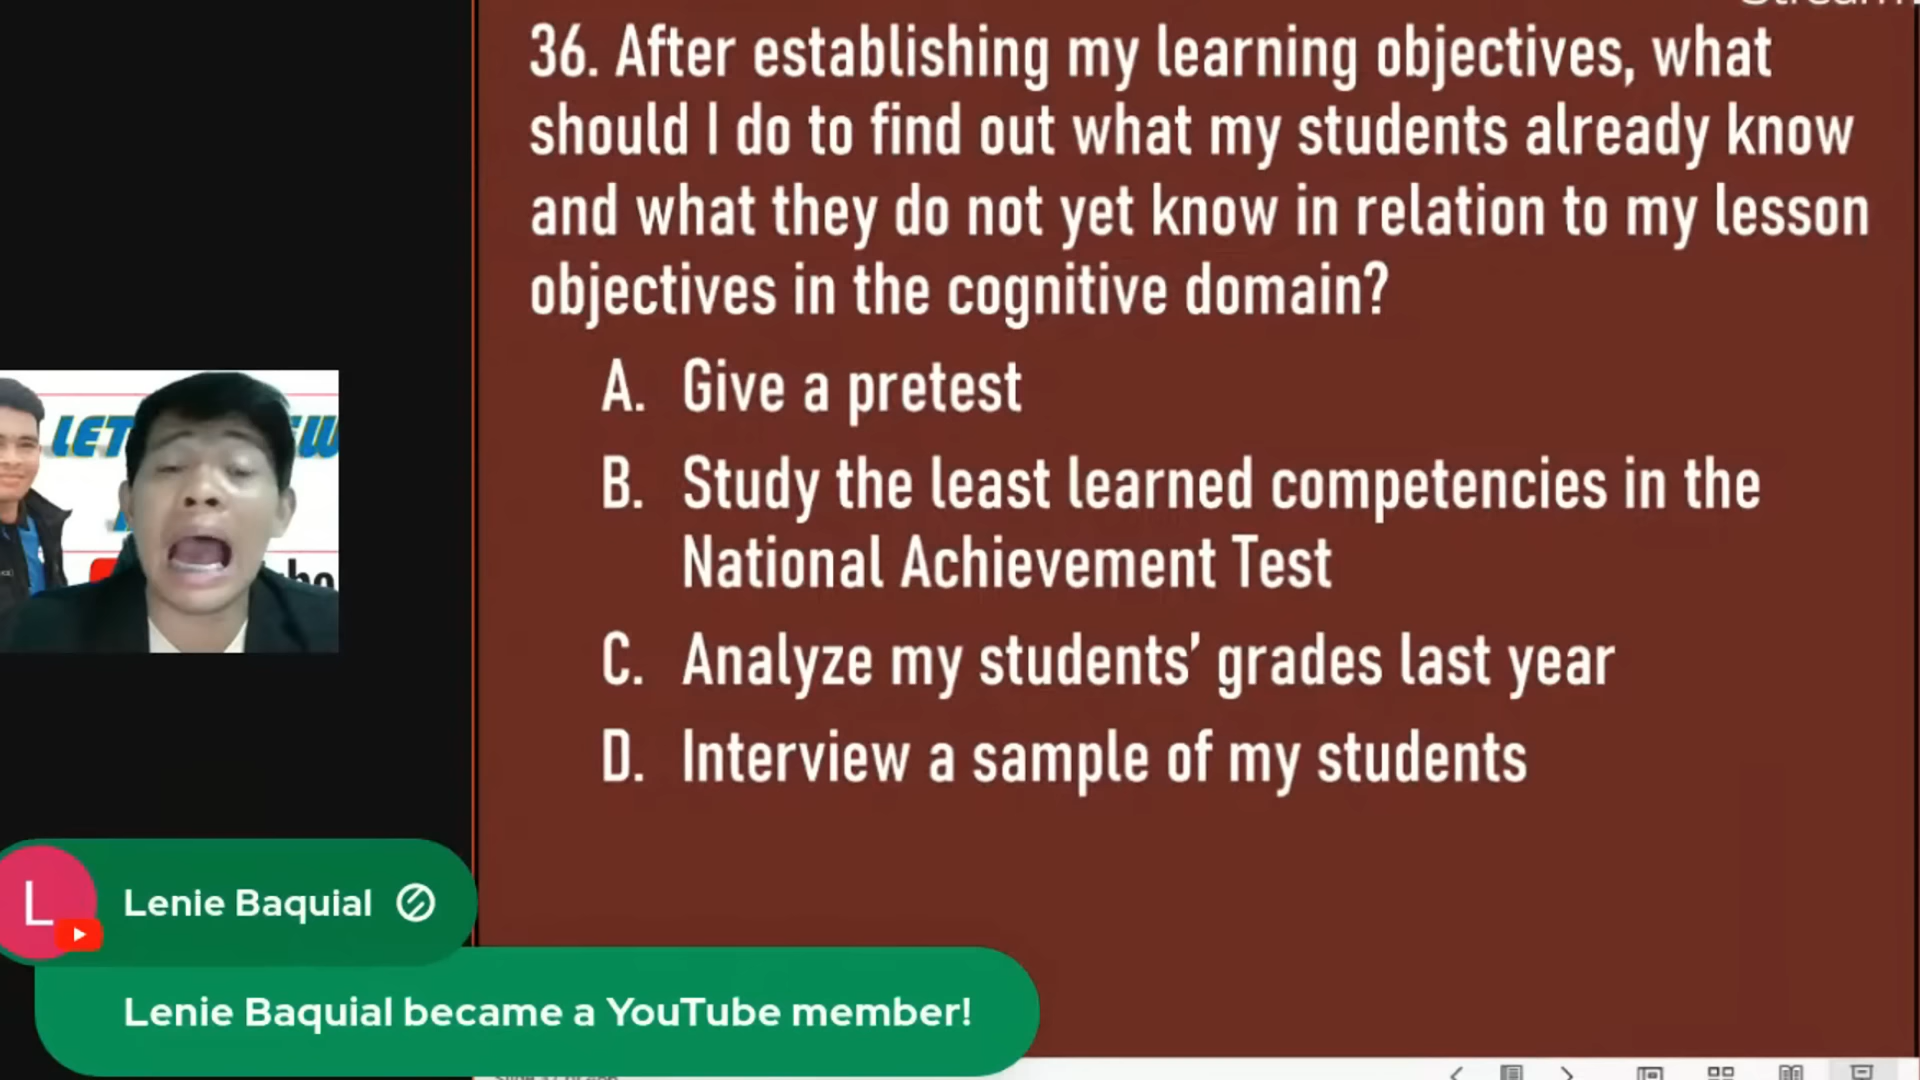 36. After establishing my learning objectives, what
should I do to find out what my students already know
and what they do not yet know in relation to my lesson
objectives in the cognitive domain?
A. Give a pretest
B. Study the least learned competencies in the
National Achievement Test
C. Analyze my students’ grades last year
D. Interview a sample of my students
L
Lenie Baquial
Lenie Baquial became a YouTube member!